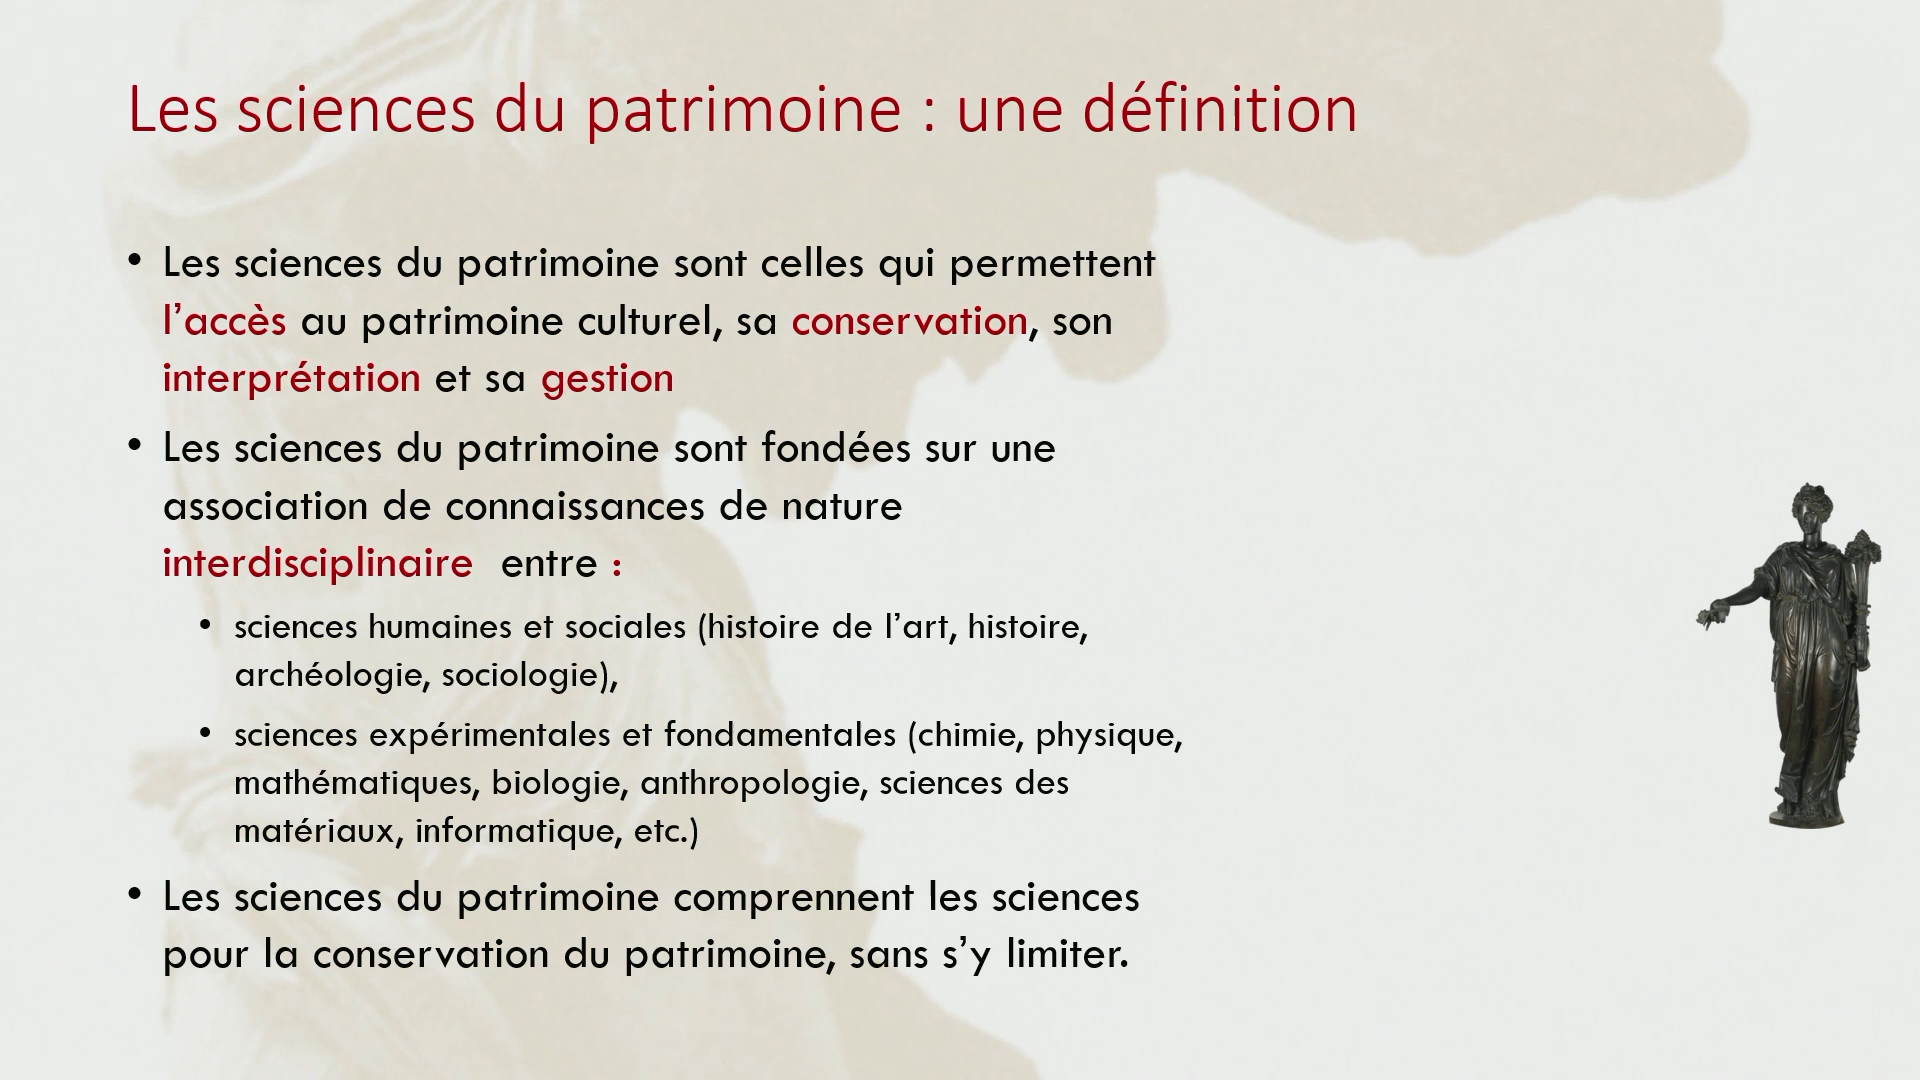 Les sciences du patrimoine : une définition
• Les sciences du patrimoine sont celles qui permettent
l’accès au patrimoine culturel, sa conservation, son
interprétation et sa gestion
• Les sciences du patrimoine sont fondées sur une
association de connaissances de nature
interdisciplinaire  entre :
• sciences humaines et sociales (histoire de l’art, histoire,
archéologie, sociologie),
• sciences expérimentales et fondamentales (chimie, physique,
mathématiques, biologie, anthropologie, sciences des
matériaux, informatique, etc.)
• Les sciences du patrimoine comprennent les sciences
pour la conservation du patrimoine, sans s’y limiter.